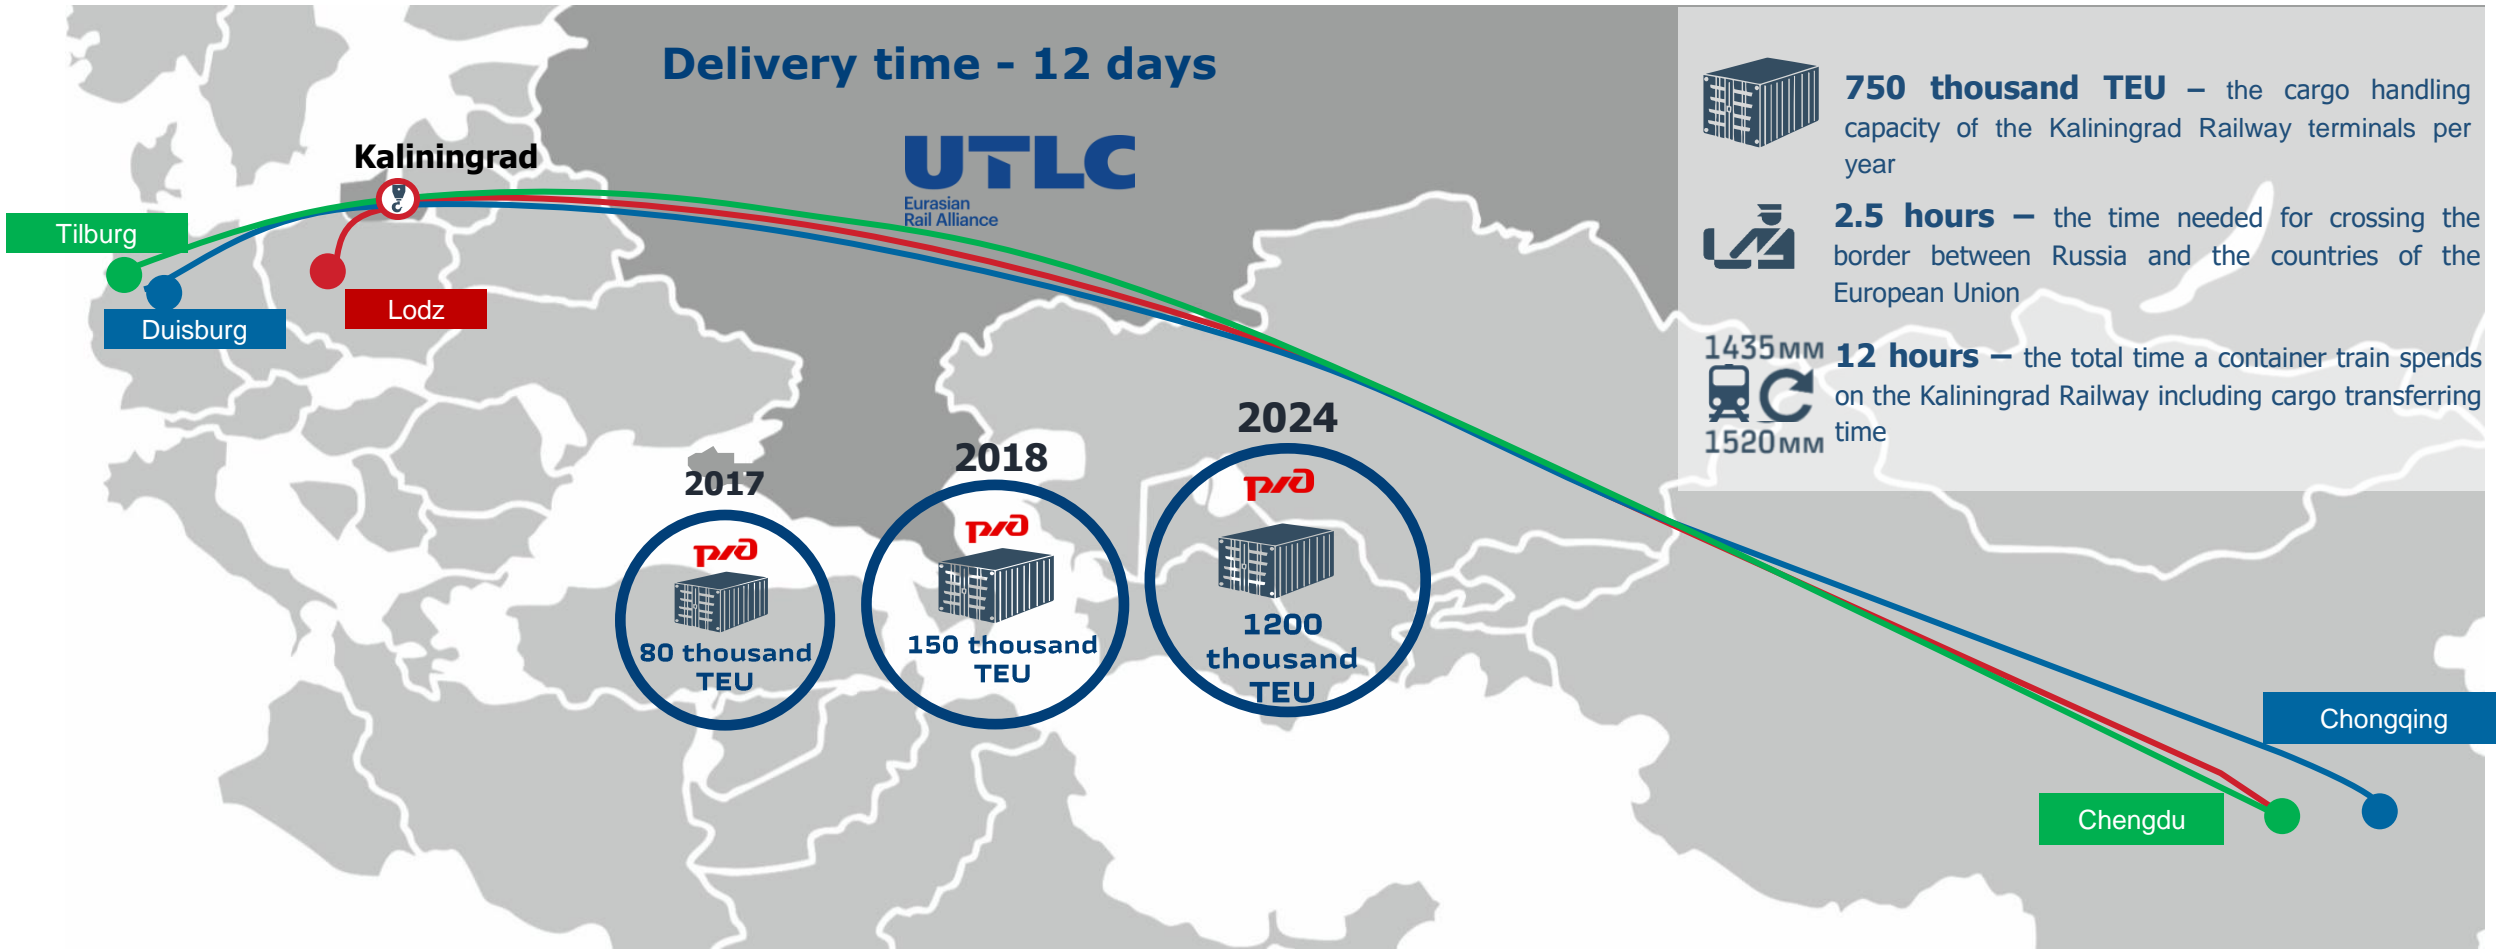 Delivery time - 12 days
UTLC
Eurasian
Rail Alliance
Kaliningrad
Tilburg
Duisburg
Lodz
750 thousand TEU – the cargo handling
capacity of the Kaliningrad Railway terminals per
year
2.5 hours – the time needed for crossing the
border between Russia and the countries of the
European Union
1435мм
1520мм
12 hours – the total time a container train spends
on the Kaliningrad Railway including cargo transferring
time
2017
pжд
80 thousand
TEU
2018
pжд
150 thousand
TEU
2024
pжд
1200
thousand
TEU
Chongqing
Chengdu